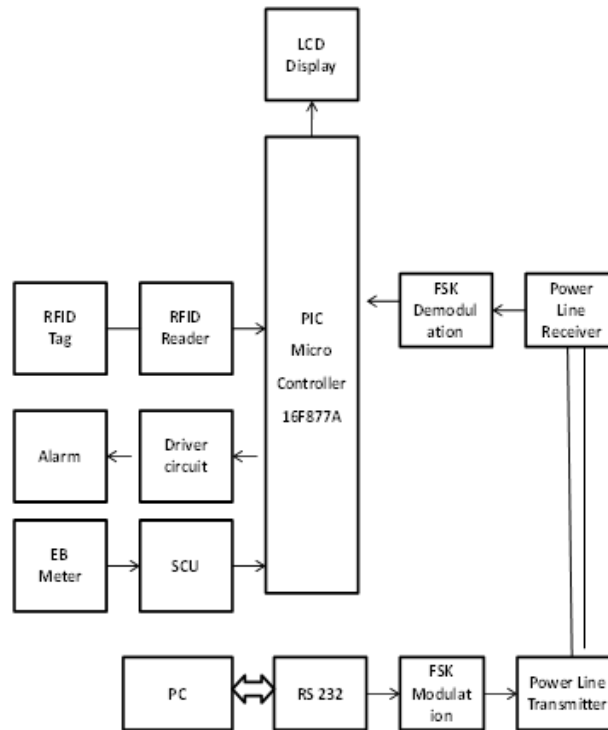 LCD
Display
RFID
Tag
RFID
Reader
PIC
Micro
Controller
16F877A
FSK
Demodul
ation
Power
Line
Receiver
Alarm
Driver
circuit
EB
Meter
SCU
PC
RS 232
FSK
Modulat
ion
Power Line
Transmitter